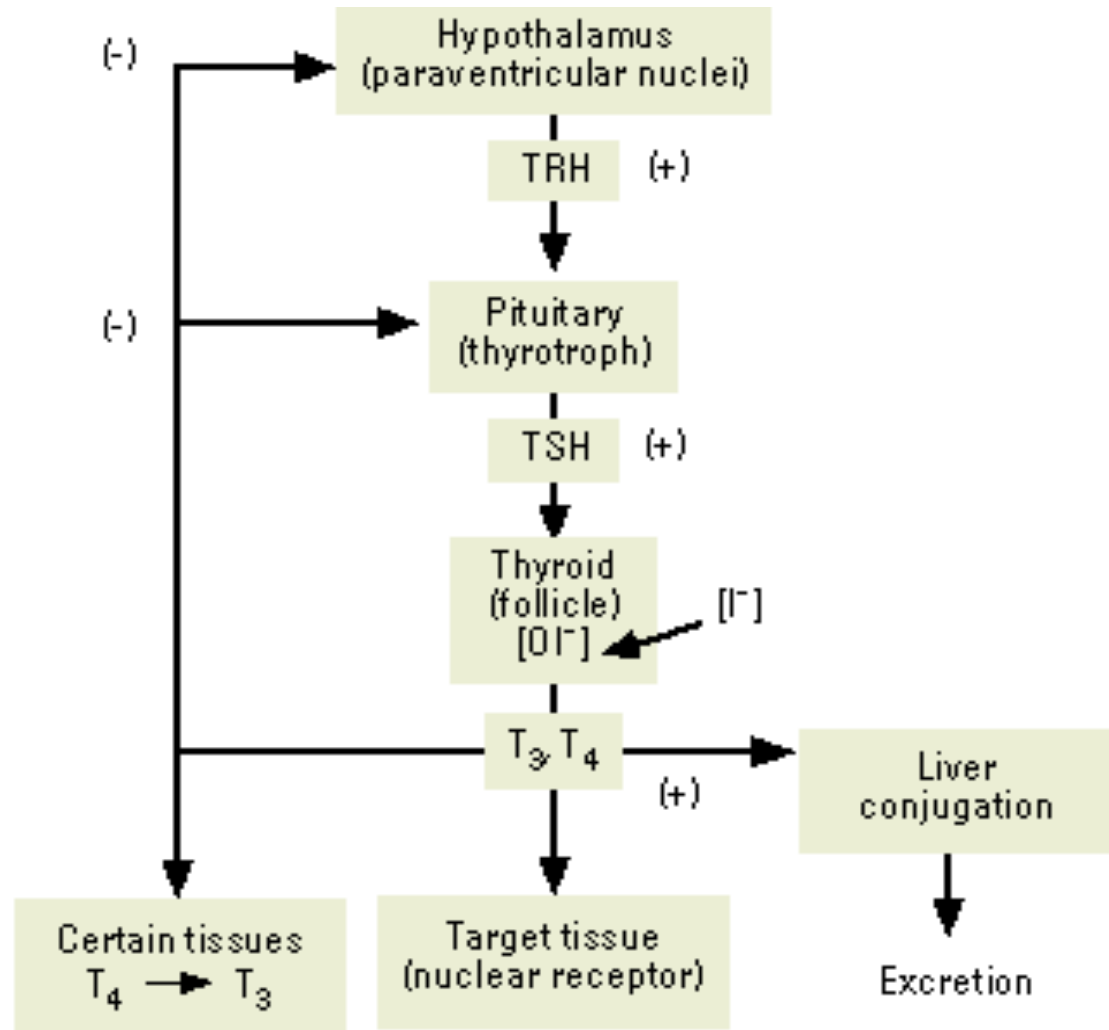 (-)
Hypothalamus
(paraventricular nuclei)
TRH
(+)
(-)
Pituitary
(thyrotroph)
TSH
(+)
Thyroid
(follicle)
[OI⁻]
[I⁻]
T₃, T₄
(+)
Liver
conjugation
Certain tissues
T₄ → T₃
Target tissue
(nuclear receptor)
Excretion